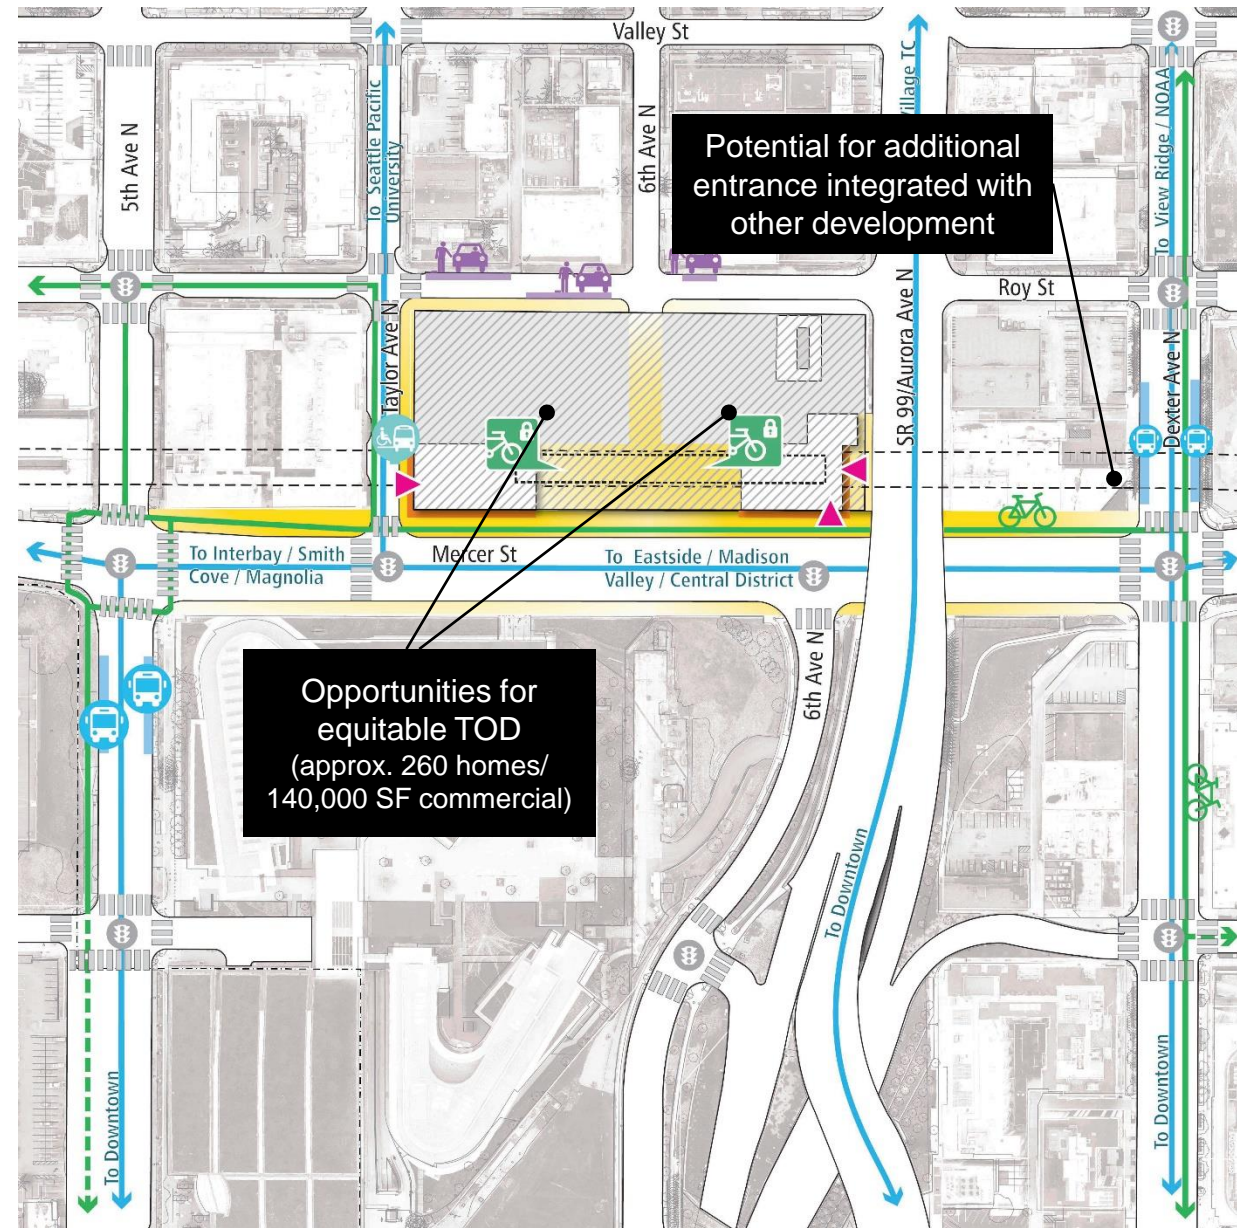 Valley St
5th Ave N
To Seattle Pacific
University
6th Ave N
Village TC
To View Ridge / NOAA
Potential for additional
entrance integrated with
other development
Roy St
Taylor Ave N
SR 99/Aurora Ave N
Dexter Ave N
To Interbay / Smith
Cove / Magnolia
Mercer St
To Eastside / Madison
Valley / Central District
6th Ave N
Opportunities for
equitable TOD
(approx. 260 homes/
140,000 SF commercial)
To Downtown
To Downtown
To Downtown